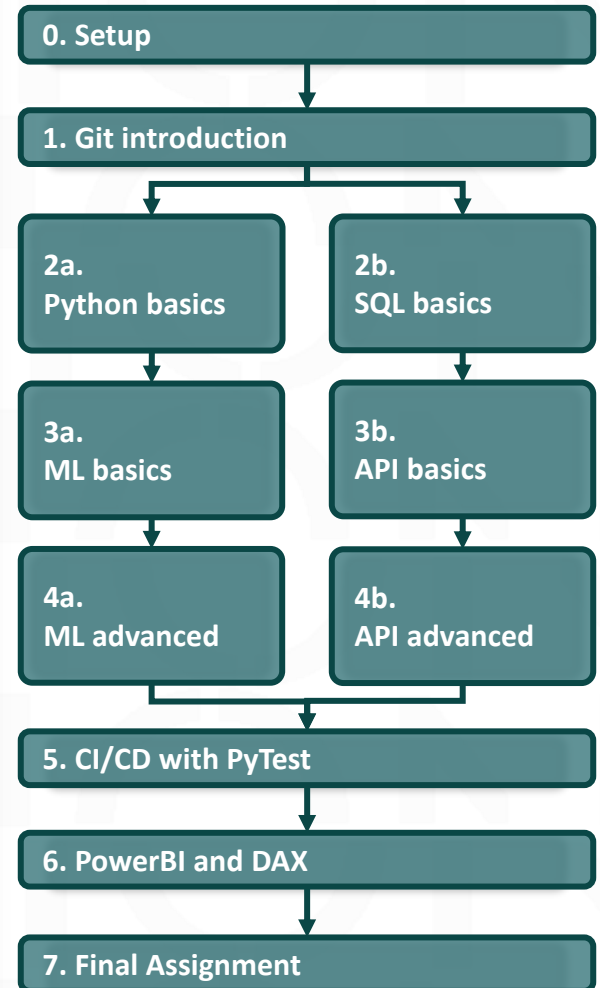 0. Setup
1. Git introduction
2a.
Python basics
2b.
SQL basics
3a.
ML basics
3b.
API basics
4a.
ML advanced
4b.
API advanced
5. CI/CD with PyTest
6. PowerBI and DAX
7. Final Assignment